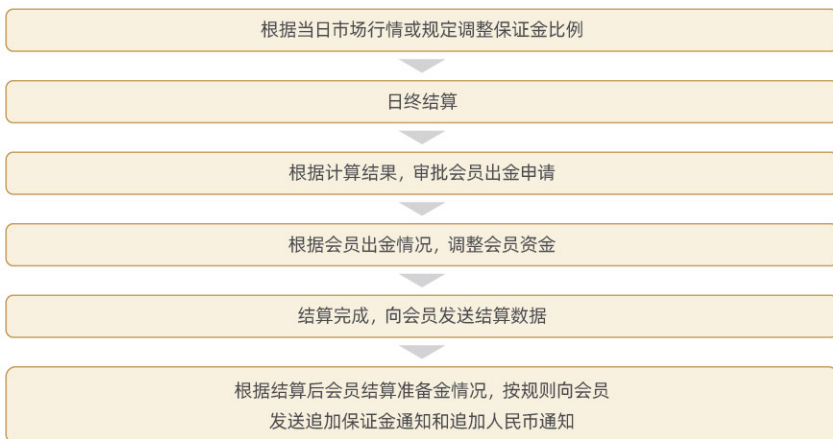 根据当日市场行情或规定调整保证金比例
日终结算
根据计算结果，审批会员出金申请
根据会员出金情况，调整会员资金
结算完成，向会员发送结算数据
根据结算后会员结算准备金情况，按规则向会员
发送追加保证金通知和追加人民币通知